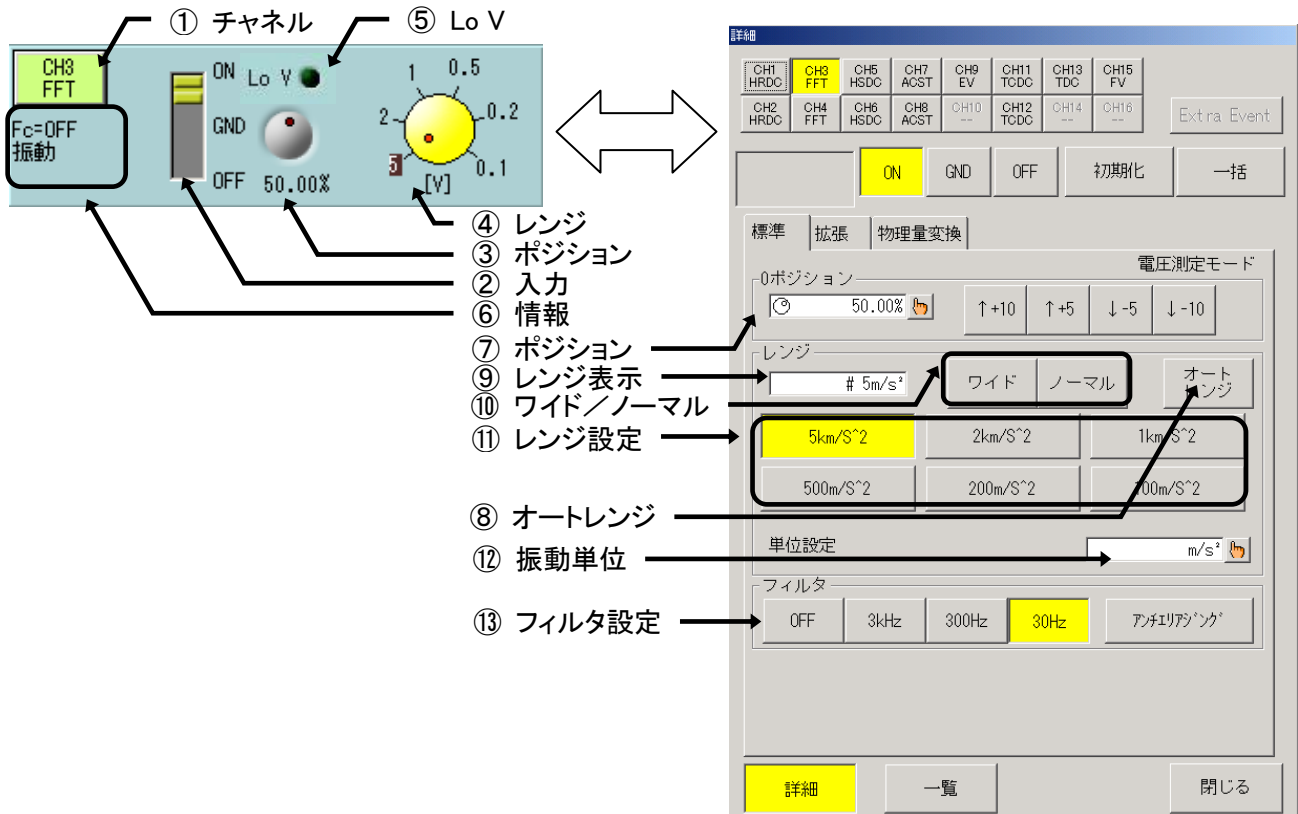 ① チャネル
⑤ Lo V
CH3
FFT
Fc=OFF
振動
ON
GND
OFF
Lo V
50.00%
5
2
1
0.5
0.2
0.1
[V]
④ レンジ
③ ポジション
② 入力
⑥ 情報
⑦ ポジション
⑨ レンジ表示
⑩ ワイド／ノーマル
⑪ レンジ設定
⑧ オートレンジ
⑫ 振動単位
⑬ フィルタ設定
詳細
CH1 HRDC
CH3 FFT
CH5 HSDC
CH7 ACST
CH9 EV
CH11 TCDC
CH13 TDC
CH15 FV
CH2 HRDC
CH4 FFT
CH6 HSDC
CH8 ACST
CH10 --
CH12 TCDC
CH14 --
CH16 --
Extra Event
ON
GND
OFF
初期化
一括
標準
拡張
物理量変換
電圧測定モード
0ポジション
50.00%
↑+10
↑+5
↓-5
↓-10
レンジ
# 5m/s²
ワイド
ノーマル
オート
レンジ
5km/S^2
2km/S^2
1km/S^2
500m/S^2
200m/S^2
100m/S^2
単位設定
m/s²
フィルタ
OFF
3kHz
300Hz
30Hz
ｱﾝﾁｴﾘｱｼﾞﾝｸﾞ
詳細
一覧
閉じる